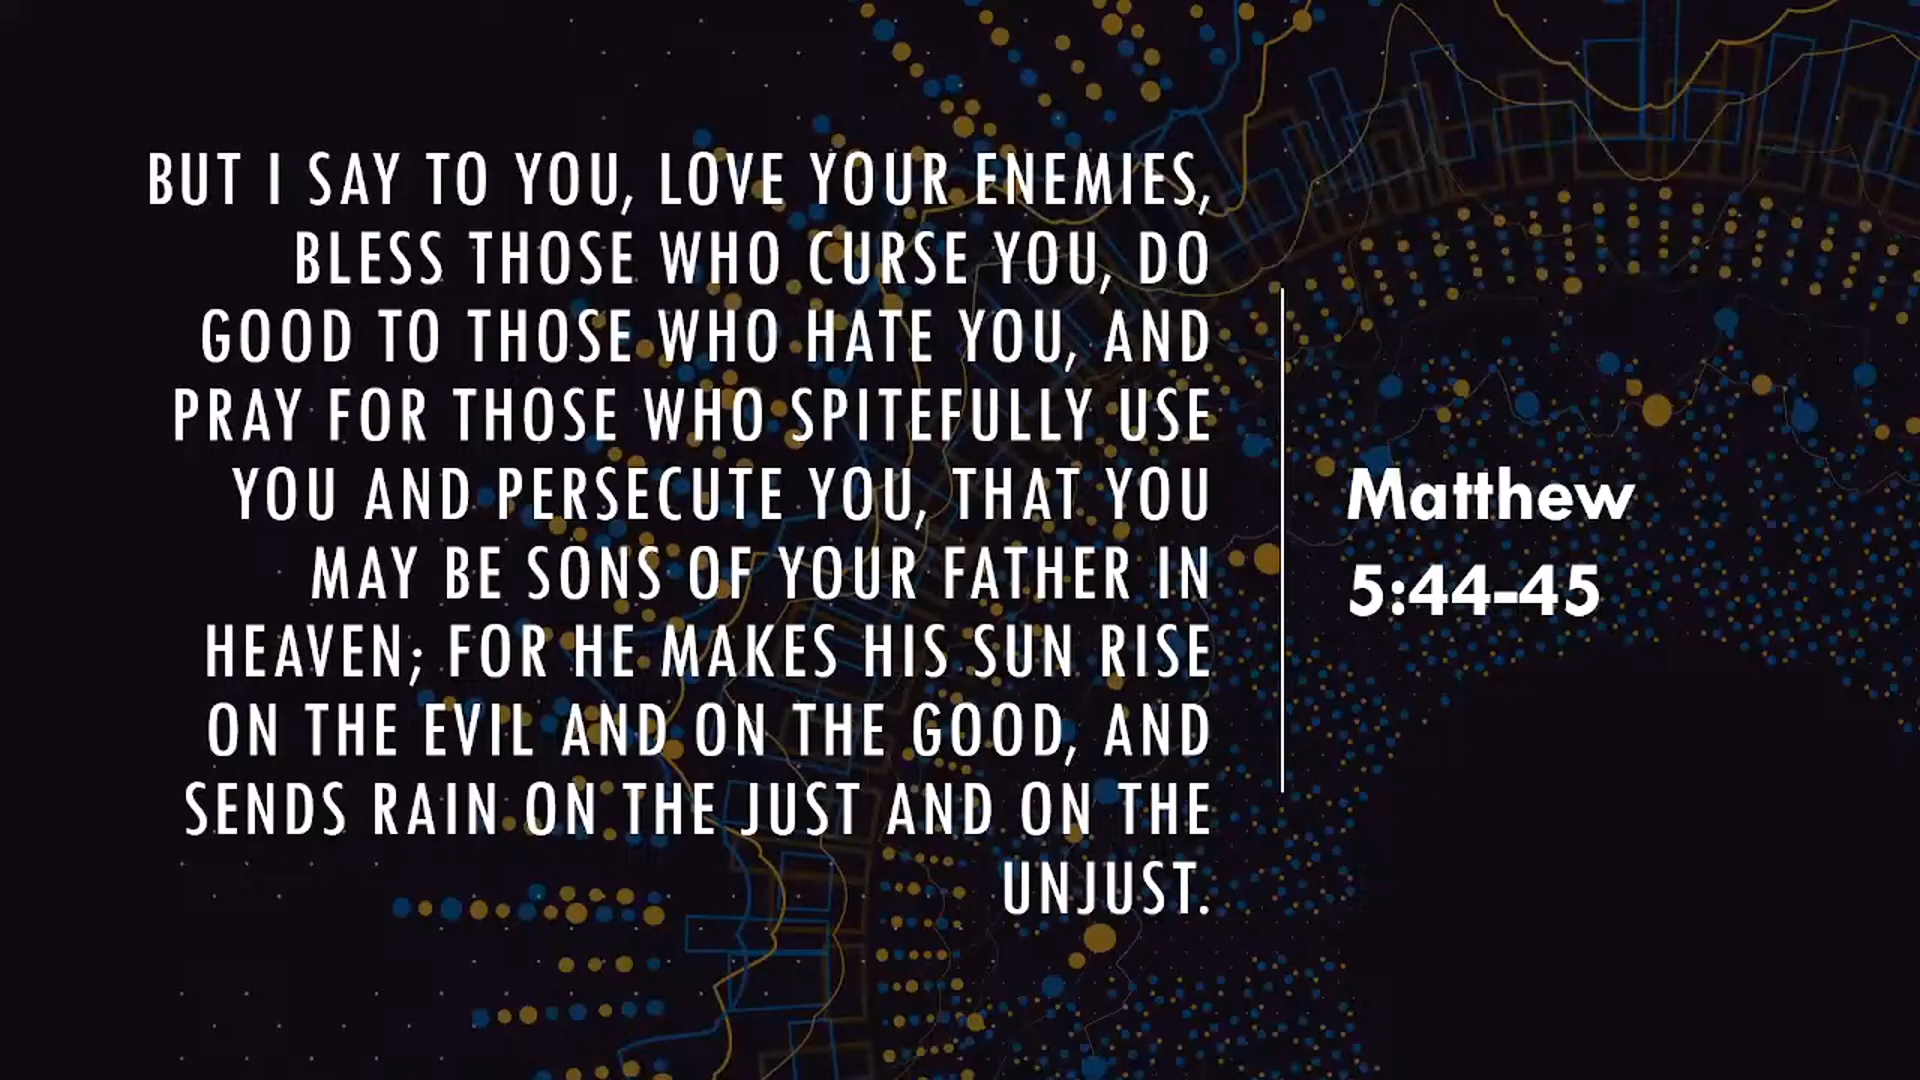 BUT I SAY TO YOU, LOVE YOUR ENEMIES,
BLESS THOSE WHO CURSE YOU, DO
GOOD TO THOSE WHO HATE YOU, AND
PRAY FOR THOSE WHO SPITEFULLY USE
YOU AND PERSECUTE YOU, THAT YOU
MAY BE SONS OF YOUR FATHER IN
HEAVEN; FOR HE MAKES HIS SUN RISE
ON THE EVIL AND ON THE GOOD, AND
SENDS RAIN ON THE JUST AND ON THE
UNJUST.
Matthew
5:44-45